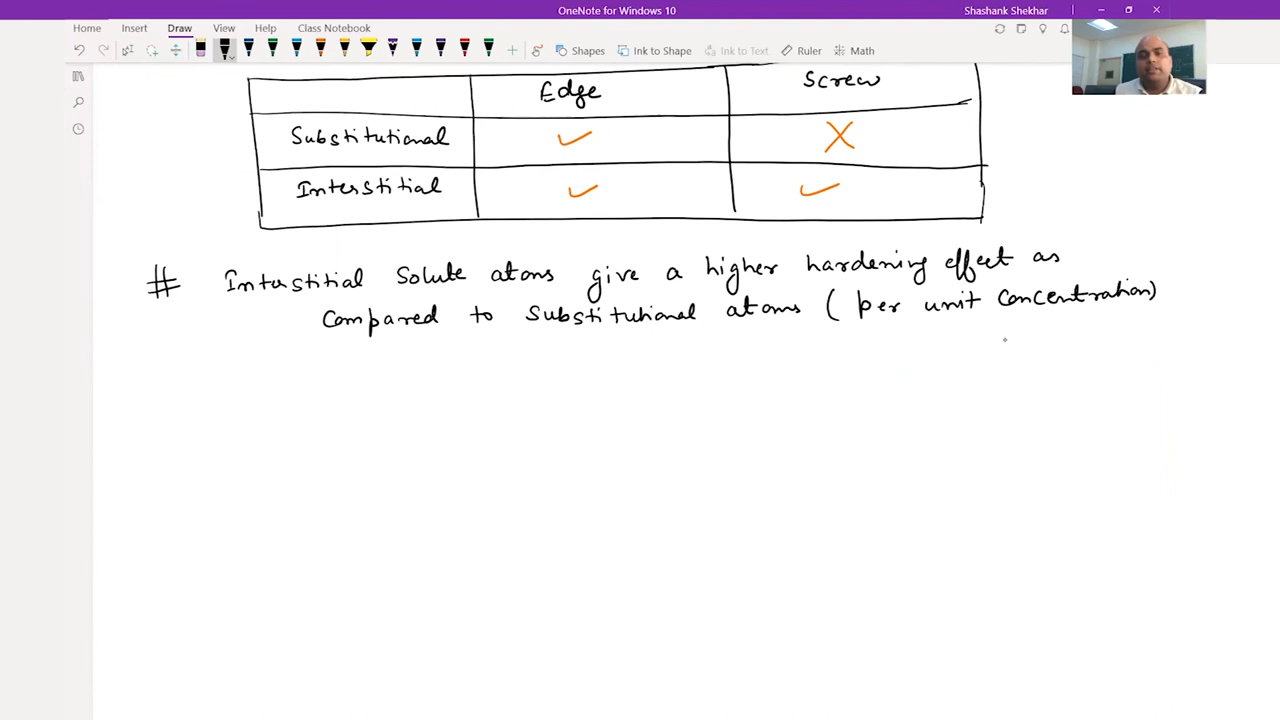 OneNote for Windows 10
Shashank Shekhar
Home Insert Draw View Help Class Notebook
Shapes Ink to Shape Ink to Text Ruler Math
Edge Screw
Substitutional ✓ X
Interstitial ✓ ✓
# Interstitial Solute atoms give a higher hardening effect as
compared to substitutional atoms ( per unit concentration)